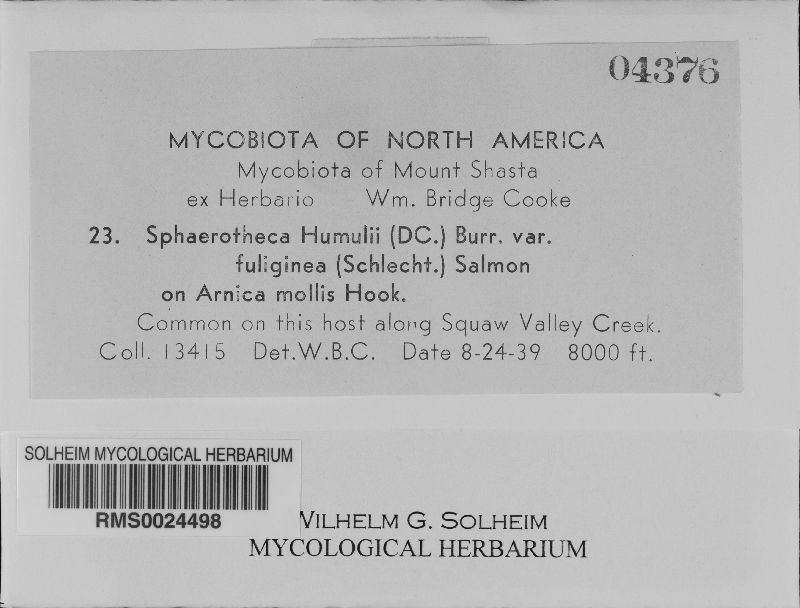 04376
MYCOBIOTA OF NORTH AMERICA
Mycobiota of Mount Shasta
ex Herbario Wm. Bridge Cooke
23. Sphaerotheca Humulii (DC.) Burr. var.
fuliginea (Schlecht.) Salmon
on Arnica mollis Hook.
Common on this host along Squaw Valley Creek.
Coll. 13415 Det.W.B.C. Date 8-24-39 8000 ft.
SOLHEIM MYCOLOGICAL HERBARIUM
RMS0024498
VILHELM G. SOLHEIM
MYCOLOGICAL HERBARIUM